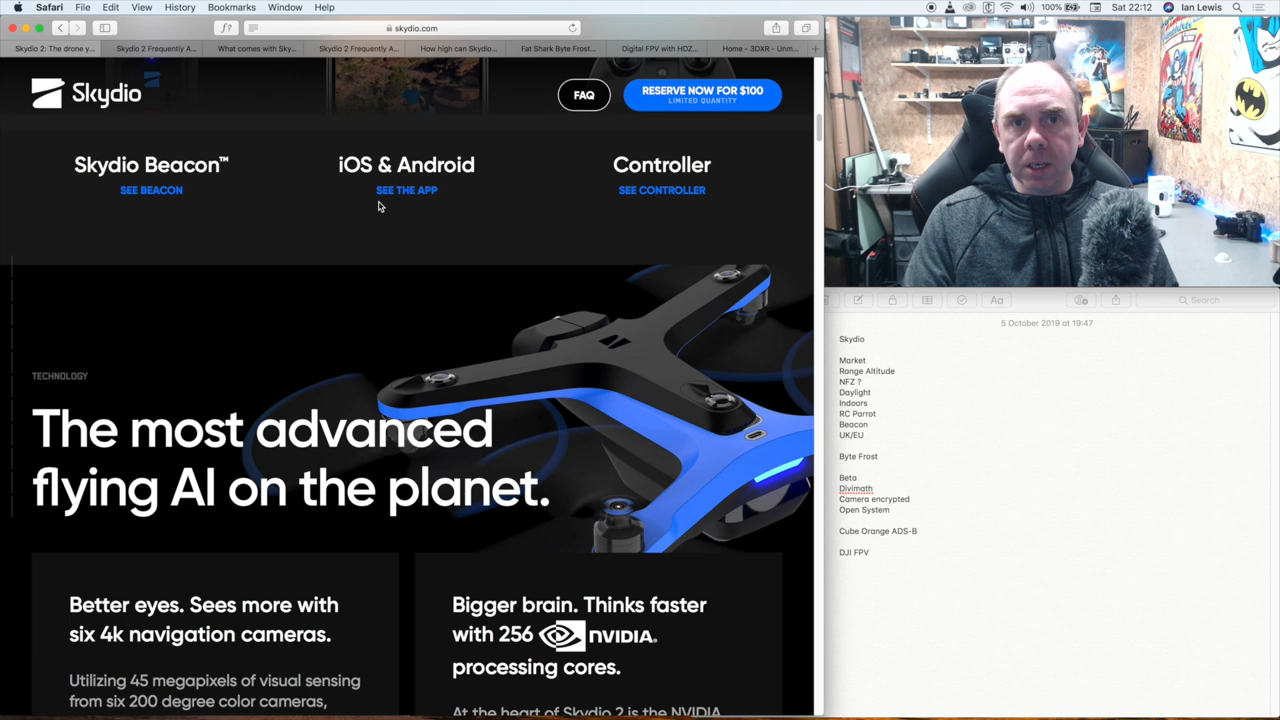 Safari File Edit View History Bookmarks Window Help
100% Sat 22:12 Ian Lewis
skydio.com
Skydio 2: The drone y...
Skydio 2 Frequently A...
What comes with Sky...
Skydio 2 Frequently A...
How high can Skydio...
Fat Shark Byte Frost...
Digital FPV with HDZ...
Home - 3DXR - Unm...
Skydio
FAQ
RESERVE NOW FOR $100
LIMITED QUANTITY
Skydio Beacon™
SEE BEACON
iOS & Android
SEE THE APP
Controller
SEE CONTROLLER
TECHNOLOGY
The most advanced
flying AI on the planet.
Better eyes. Sees more with
six 4k navigation cameras.
Utilizing 45 megapixels of visual sensing
from six 200 degree color cameras,
Bigger brain. Thinks faster
with 256 NVIDIA.
processing cores.
At the heart of Skydio 2 is the NVIDIA
Aa
Search
5 October 2019 at 19:47
Skydio
Market
Range Altitude
NFZ ?
Daylight
Indoors
RC Parrot
Beacon
UK/EU
Byte Frost
Beta
Divimath
Camera encrypted
Open System
Cube Orange ADS-B
DJI FPV